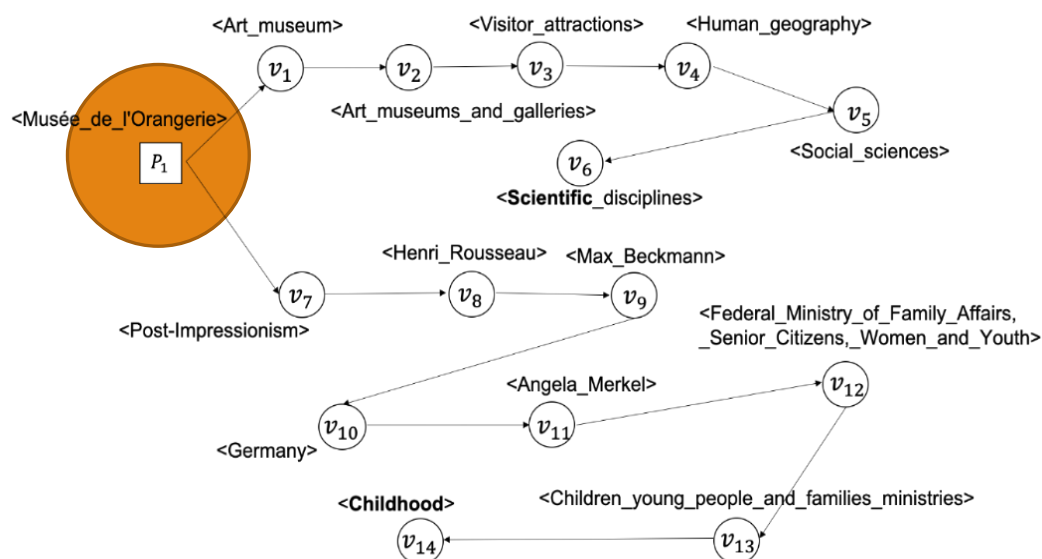 <Art_museum>
<Visitor_attractions>
<Human_geography>
v1
v2
v3
v4
<Musée_de_l'Orangerie>
<Art_museums_and_galleries>
v5
P1
v6
<Social_sciences>
<Scientific_disciplines>
<Henri_Rousseau>
<Max_Beckmann>
v7
v8
v9
<Post-Impressionism>
<Federal_Ministry_of_Family_Affairs,
_Senior_Citizens,_Women_and_Youth>
<Angela_Merkel>
v12
v10
v11
<Germany>
<Childhood>
<Children_young_people_and_families_ministries>
v14
v13